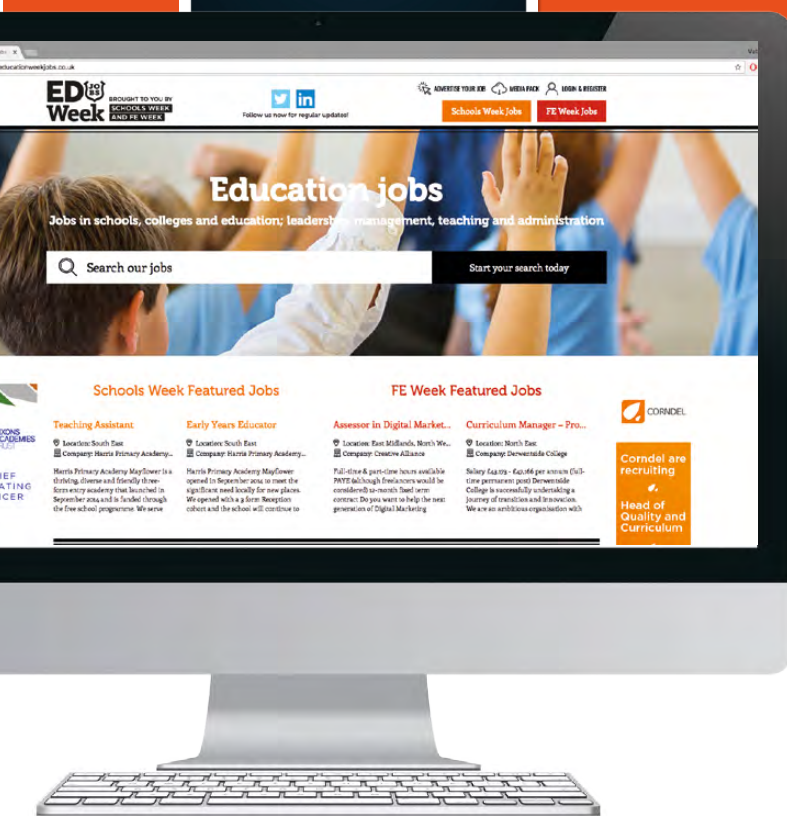 educationweekjobs.co.uk
ED JOBS
Week
BROUGHT TO YOU BY
SCHOOLS WEEK
AND FE WEEK
Follow us now for regular updates!
ADVERTISE YOUR JOB MEDIA PACK LOGIN & REGISTER
Schools Week Jobs FE Week Jobs
Education jobs
Jobs in schools, colleges and education; leadership, management, teaching and administration
Search our jobs
Start your search today
Schools Week Featured Jobs
Teaching Assistant
Location: South East
Company: Harris Primary Academy...
Harris Primary Academy Mayflower is a
thriving, diverse and friendly three-
form entry academy that launched in
September 2014 and is funded through
the free school programme. We serve
Early Years Educator
Location: South East
Company: Harris Primary Academy...
Harris Primary Academy Mayflower
opened in September 2014 to meet the
significant need locally for new places.
We opened with a 3 form Reception
cohort and the school will continue to
FE Week Featured Jobs
Assessor in Digital Market...
Location: East Midlands, North We...
Company: Creative Alliance
Full-time & part-time hours available
PAYE (although freelancers would be
considered) 12-month fixed term
contract Do you want to help the next
generation of Digital Marketing
Curriculum Manager – Pro...
Location: North East
Company: Derwentside College
Salary per annum (full-
time permanent post) Derwentside
College is successfully undertaking a
journey of transition and innovation.
We are an ambitious organisation with
CORNDEL
Corndel are
recruiting
Head of
Quality and
Curriculum